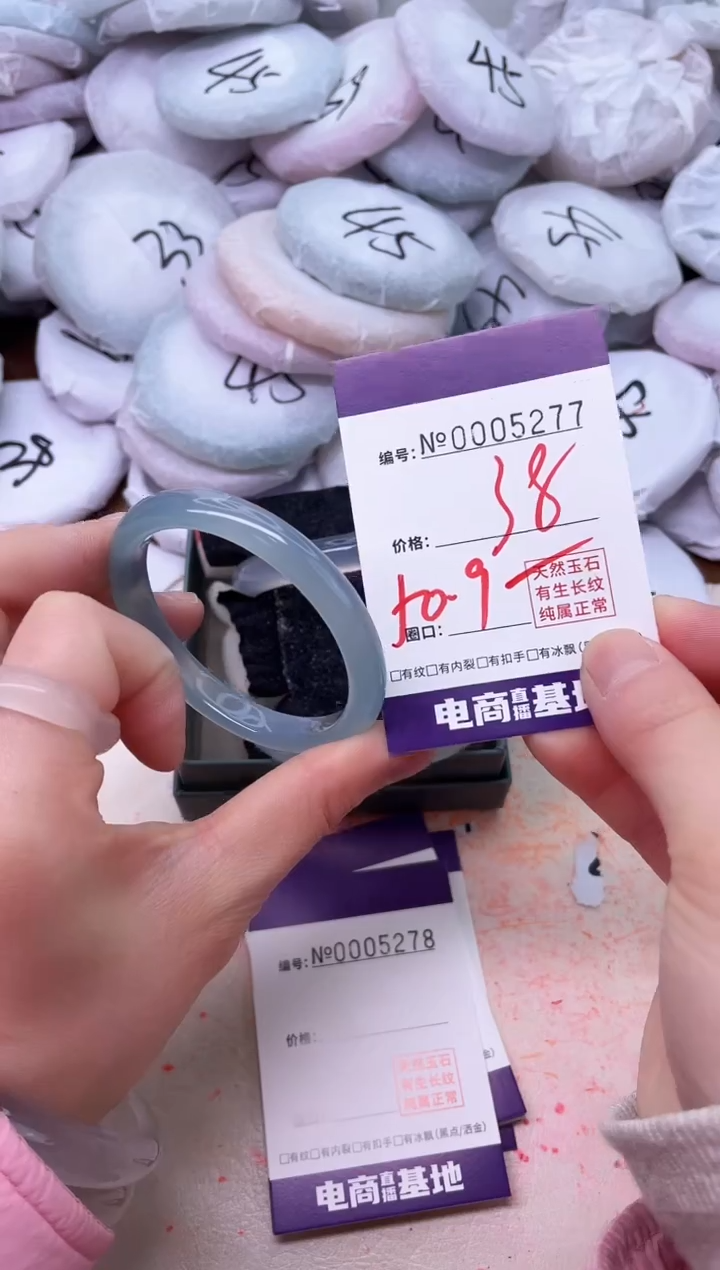 45
45
33
45
45
45
38
编号:№0005277
价格: 38
天然玉石
有生长纹
纯属正常
圈口:
□有纹□有内裂□有扣手□有冰飘(
电商直播基地
编号:№0005278
价格:
天然玉石
有生长纹
纯属正常
□有纹□有内裂□有扣手□有冰飘(黑点/洒金)
电商直播基地